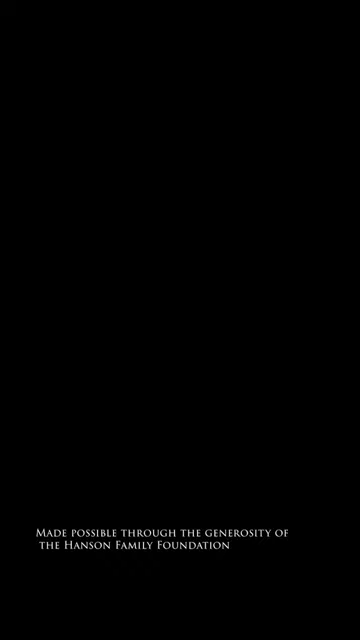 Made possible through the generosity of
the Hanson Family Foundation